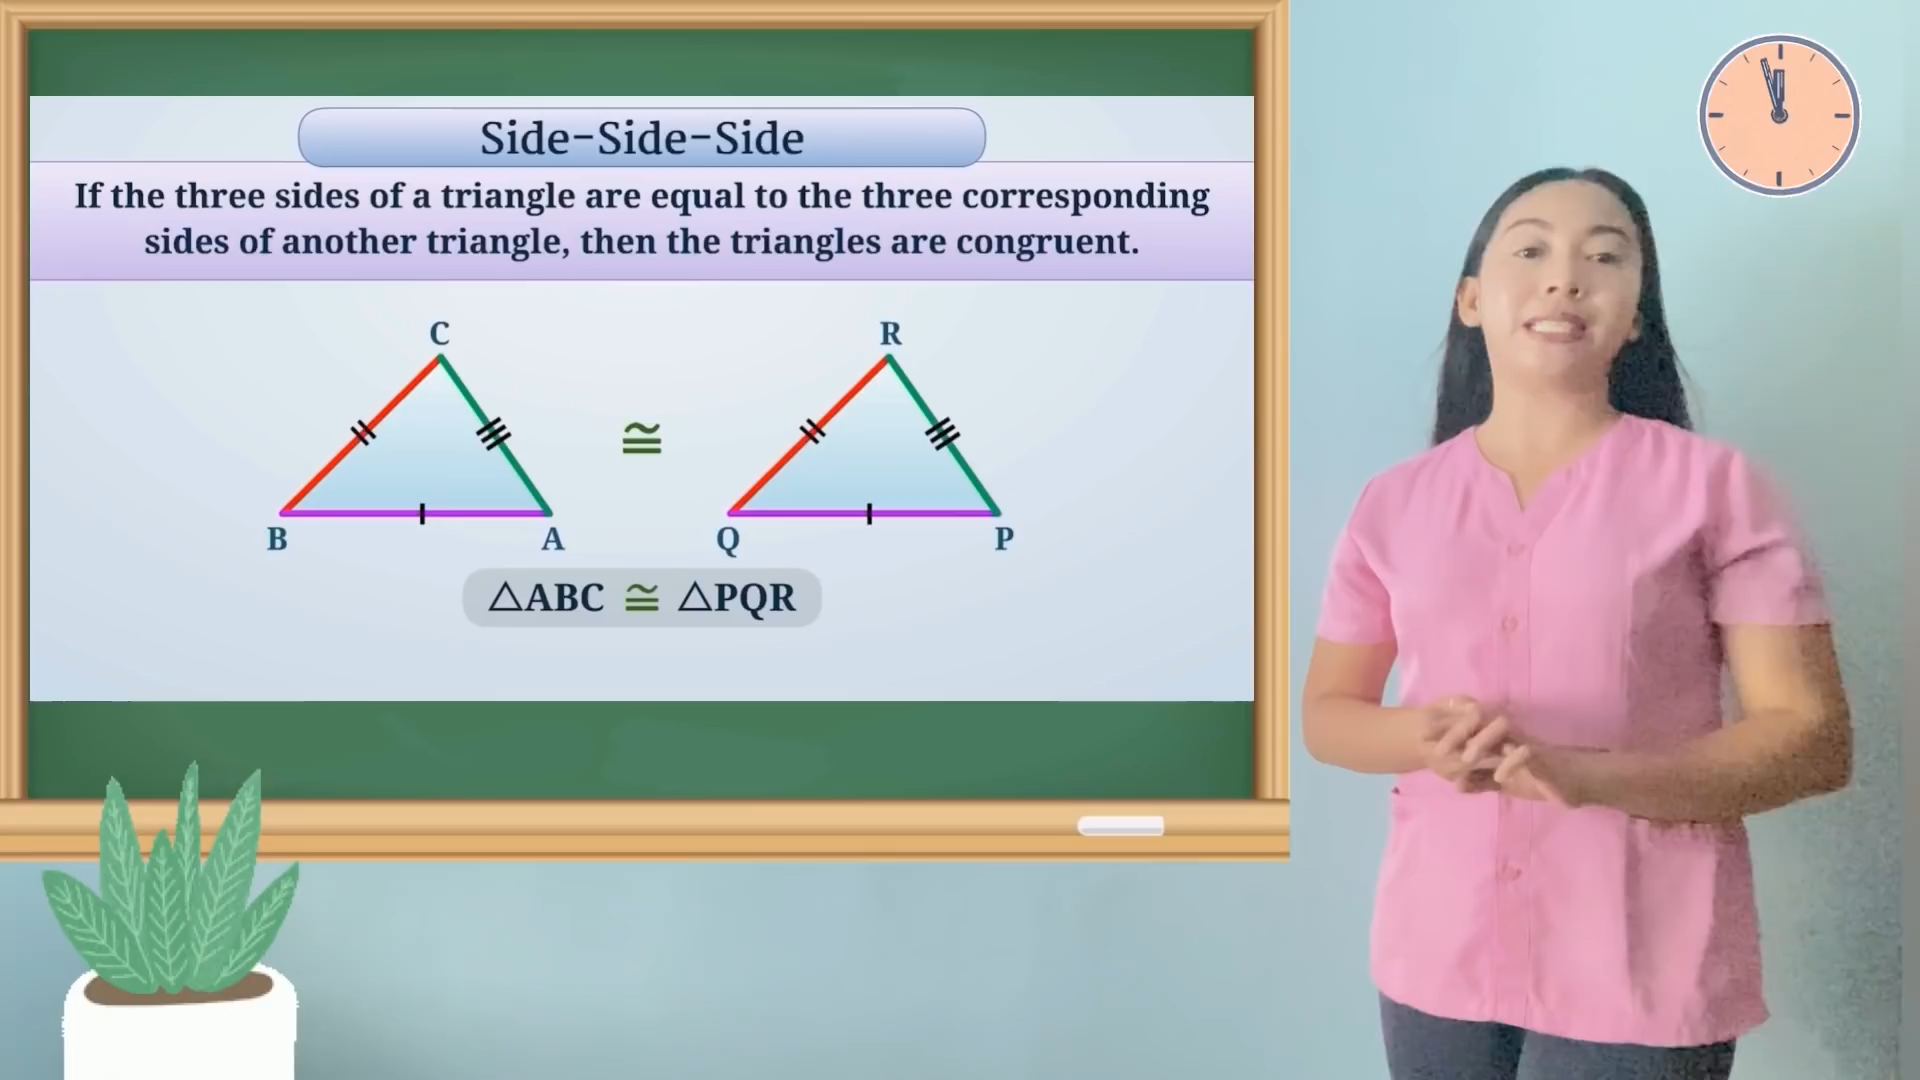 Side-Side-Side
If the three sides of a triangle are equal to the three corresponding
sides of another triangle, then the triangles are congruent.
C R
≅
B A Q P
△ABC ≅ △PQR